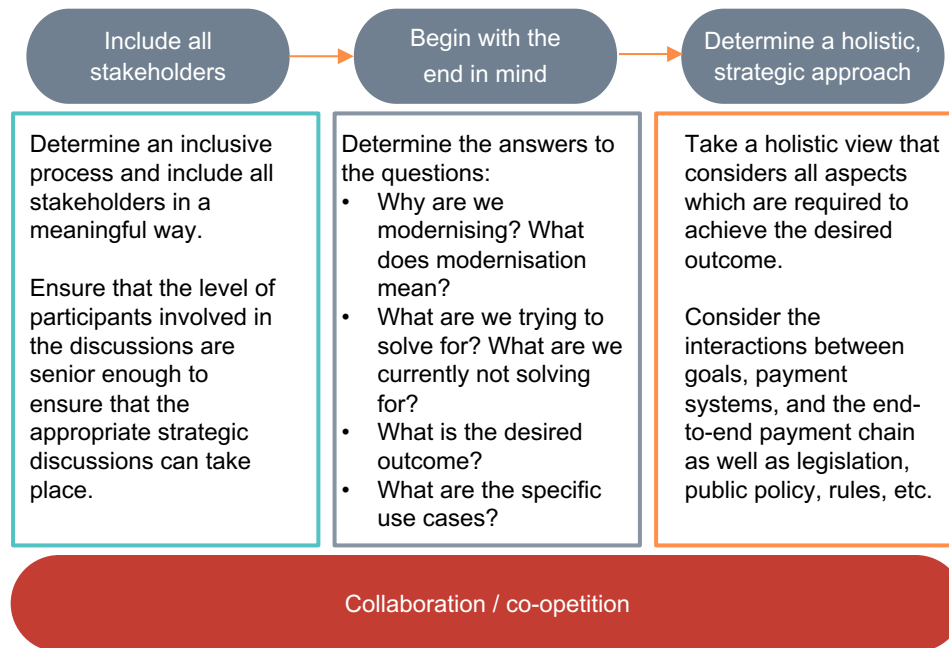 Include all
stakeholders
Begin with the
end in mind
Determine a holistic,
strategic approach
Determine an inclusive
process and include all
stakeholders in a
meaningful way.
Ensure that the level of
participants involved in
the discussions are
senior enough to
ensure that the
appropriate strategic
discussions can take
place.
Determine the answers to
the questions:
• Why are we
modernising? What
does modernisation
mean?
• What are we trying to
solve for? What are we
currently not solving
for?
• What is the desired
outcome?
• What are the specific
use cases?
Take a holistic view that
considers all aspects
which are required to
achieve the desired
outcome.
Consider the
interactions between
goals, payment
systems, and the end-
to-end payment chain
as well as legislation,
public policy, rules, etc.
Collaboration / co-opetition